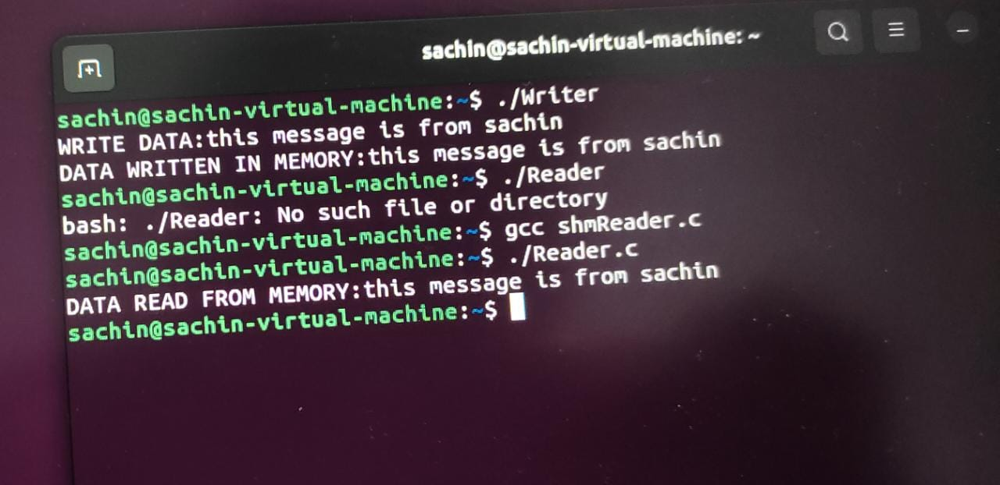 sachin@sachin-virtual-machine: ~
sachin@sachin-virtual-machine:~$ ./Writer
WRITE DATA:this message is from sachin
DATA WRITTEN IN MEMORY:this message is from sachin
sachin@sachin-virtual-machine:~$ ./Reader
bash: ./Reader: No such file or directory
sachin@sachin-virtual-machine:~$ gcc shmReader.c
sachin@sachin-virtual-machine:~$ ./Reader.c
DATA READ FROM MEMORY:this message is from sachin
sachin@sachin-virtual-machine:~$